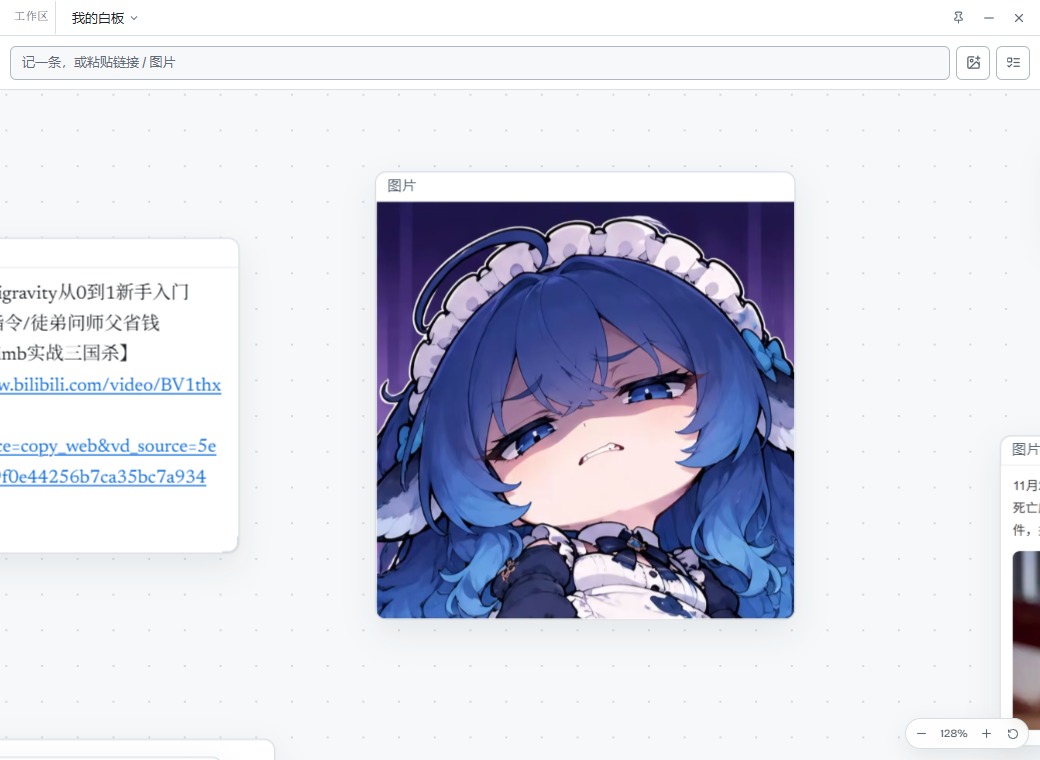 工作区
我的白板
记一条，或粘贴链接 / 图片
图片
igravity从0到1新手入门
令/徒弟问师父省钱
imb实战三国杀】
w.bilibili.com/video/BV1thx
ce=copy_web&vd_source=5e
9f0e44256b7ca35bc7a934
图片
11月
死亡
件，
128%